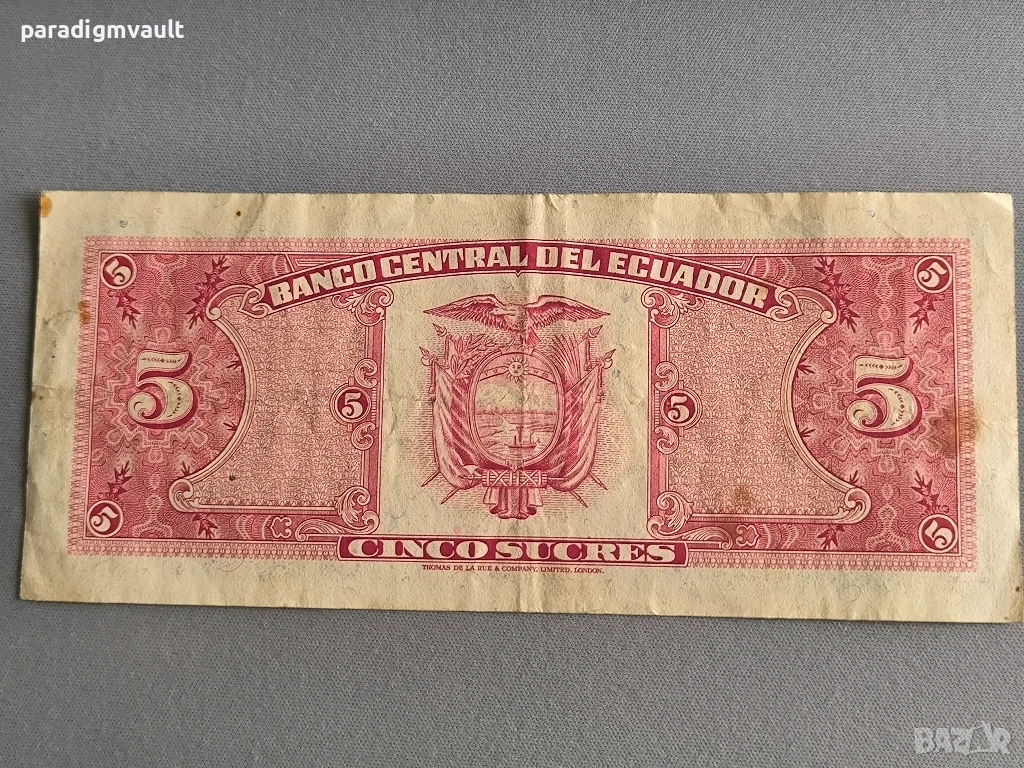 paradigmvault
5 5
BANCO CENTRAL DEL ECUADOR
5 5 5 5
5 5
CINCO SUCRES
THOMAS DE LA RUE & COMPANY, LIMITED, LONDON.
BAZAR